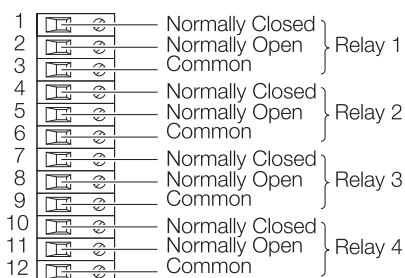 1 Normally Closed
2 Normally Open Relay 1
3 Common
4 Normally Closed
5 Normally Open Relay 2
6 Common
7 Normally Closed
8 Normally Open Relay 3
9 Common
10 Normally Closed
11 Normally Open Relay 4
12 Common